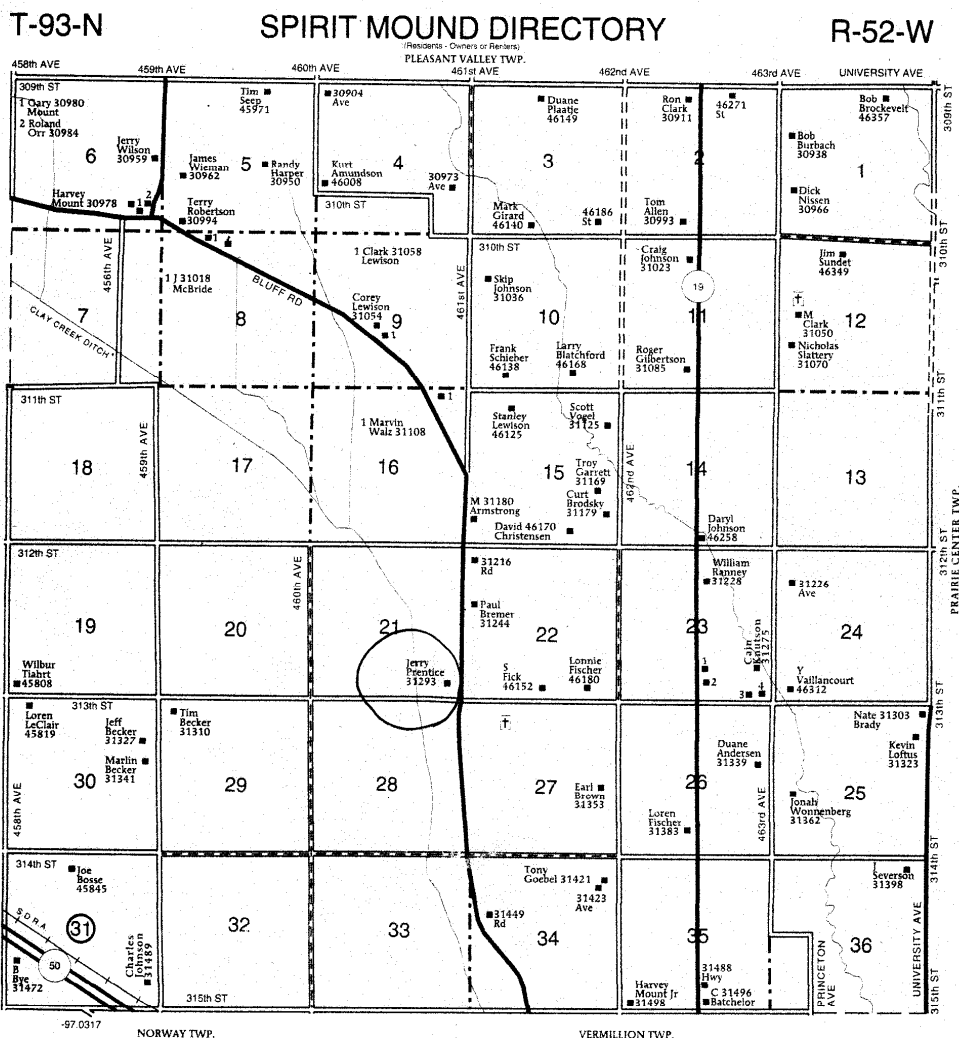 T-93-N
SPIRIT MOUND DIRECTORY
R-52-W
(Residents - Owners or Renters)
PLEASANT VALLEY TWP.
458th AVE
459th AVE
460th AVE
461st AVE
462nd AVE
463rd AVE
UNIVERSITY AVE
309th ST
309th ST
1 Gary 30980
Mount
2 Roland
Orr 30984
6
Jerry
Wilson
30959
Harvey
Mount 30978
1
2
Tim
Seep
45971
James
Wieman
30962
5
Randy
Harper
30950
Terry
Robertson
30994
30904
Ave
4
Kurt
Amundson
46008
30973
Ave
310th ST
Duane
Plaatje
46149
3
Mark
Girard
46140
46186
St
Ron
Clark
30911
46271
St
2
Tom
Allen
30993
Bob
Brockevelt
46357
Bob
Burbach
30938
1
Dick
Nissen
30966
310th ST
456th AVE
7
CLAY CREEK DITCH
1
1 J 31018
McBride
8
BLUFF RD
1 Clark 31058
Lewison
Corey
Lewison
31054
9
1
461st AVE
310th ST
Skip
Johnson
31036
10
Frank
Schieber
46138
Larry
Blatchford
46168
Craig
Johnson
31023
19
11
Roger
Gilbertson
31085
Jim
Sundet
46349
M
Clark
31050
12
Nicholas
Slattery
31070
311th ST
311th ST
18
459th AVE
17
1
1 Marvin
Walz 31108
16
Stanley
Lewison
46125
Scott
Vogel
31125
15
Troy
Garrett
31169
Curt
Brodsky
31179
M 31180
Armstrong
David 46170
Christensen
462nd AVE
14
Daryl
Johnson
46258
13
312th ST
312th ST
PRAIRIE CENTER TWP.
19
Wilbur
Tiahrt
45808
20
460th AVE
21
Jerry
Prentice
31293
31216
Rd
Paul
Bremer
31244
22
S
Fick
46152
Lonnie
Fischer
46180
William
Ranney
31228
23
Cain
Knutson
31275
1
2
3
4
31226
Ave
24
Y
Vaillancourt
46312
313th ST
313th ST
Loren
LeClair
45819
Jeff
Becker
31327
Marlin
Becker
31341
30
458th AVE
Tim
Becker
31310
29
28
27
Earl
Brown
31353
Duane
Andersen
31339
26
Loren
Fischer
31383
463rd AVE
Nate 31303
Brady
Kevin
Loftus
31323
25
Jonah
Wonnenberg
31362
314th ST
314th ST
Joe
Bosse
45845
S D R A
31
50
B
Bye
31472
Charles
Johnson
31489
32
33
Tony
Goebel 31421
31423
Ave
31449
Rd
34
35
31488
Hwy
Harvey
Mount Jr
31498
C 31496
Batchelor
J
Severson
31398
36
PRINCETON
AVE
UNIVERSITY AVE
315th ST
315th ST
-97.0317
NORWAY TWP.
VERMILLION TWP.